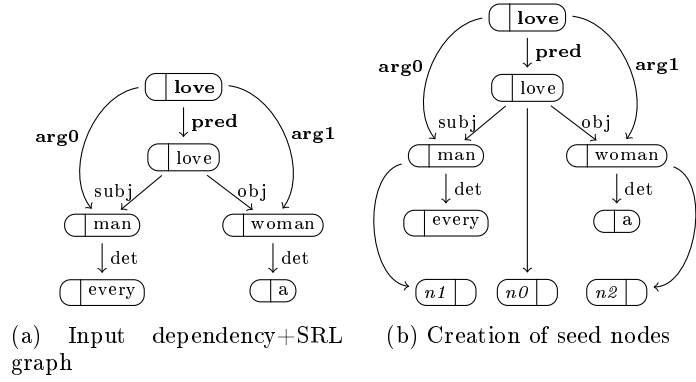 love
pred
arg0
arg1
love
subj
obj
man
woman
det
det
every
a
(a) Input dependency+SRL
graph
love
pred
arg0
arg1
love
subj
obj
man
woman
det
det
every
a
n1
n0
n2
(b) Creation of seed nodes